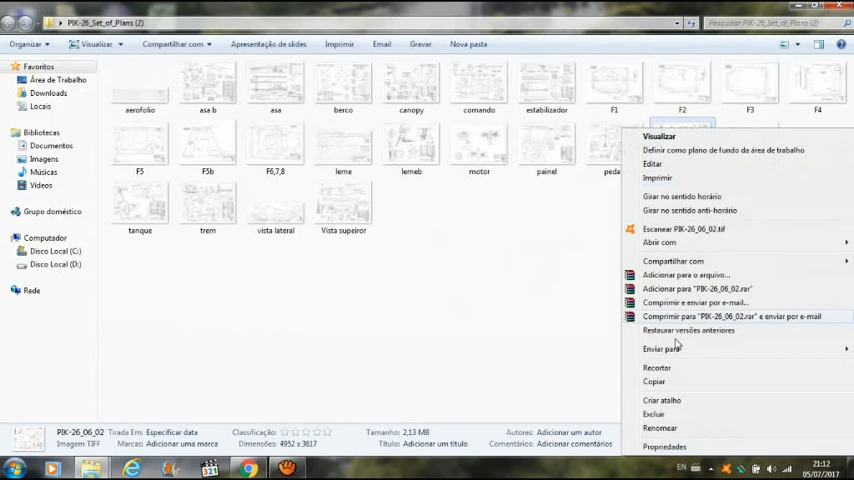 PIK-26_Set_of_Plans (2)
Pesquisar PIK-26_Set_of_Plans (2)
Organizar
Visualizar
Compartilhar com
Apresentação de slides
Imprimir
Email
Gravar
Nova pasta
Favoritos
Área de Trabalho
Downloads
Locais
Bibliotecas
Documentos
Imagens
Músicas
Vídeos
Grupo doméstico
Computador
Disco Local (C:)
Disco Local (D:)
Rede
aerofolio
asa b
asa
berco
canopy
comando
estabilizador
F1
F2
F3
F4
F5
F5b
F6,7,8
leme
lemeb
motor
painel
peda
tanque
trem
vista lateral
Vista supeiror
Visualizar
Definir como plano de fundo da área de trabalho
Editar
Imprimir
Girar no sentido horário
Girar no sentido anti-horário
Escanear PIK-26_06_02.tif
Abrir com
Compartilhar com
Adicionar para o arquivo...
Adicionar para "PIK-26_06_02.rar"
Comprimir e enviar por e-mail...
Comprimir para "PIK-26_06_02.rar" e enviar por e-mail
Restaurar versões anteriores
Enviar para
Recortar
Copiar
Criar atalho
Excluir
Renomear
Propriedades
PIK-26_06_02 Tirada Em: Especificar data Classificação: Tamanho: 2,13 MB Autores: Adicionar um autor
Imagem TIFF Marcas: Adicionar uma marca Dimensões: 4952 x 3617 Título: Adicionar um título Comentários: Adicionar comentários
321
EN
21:12
05/07/2017